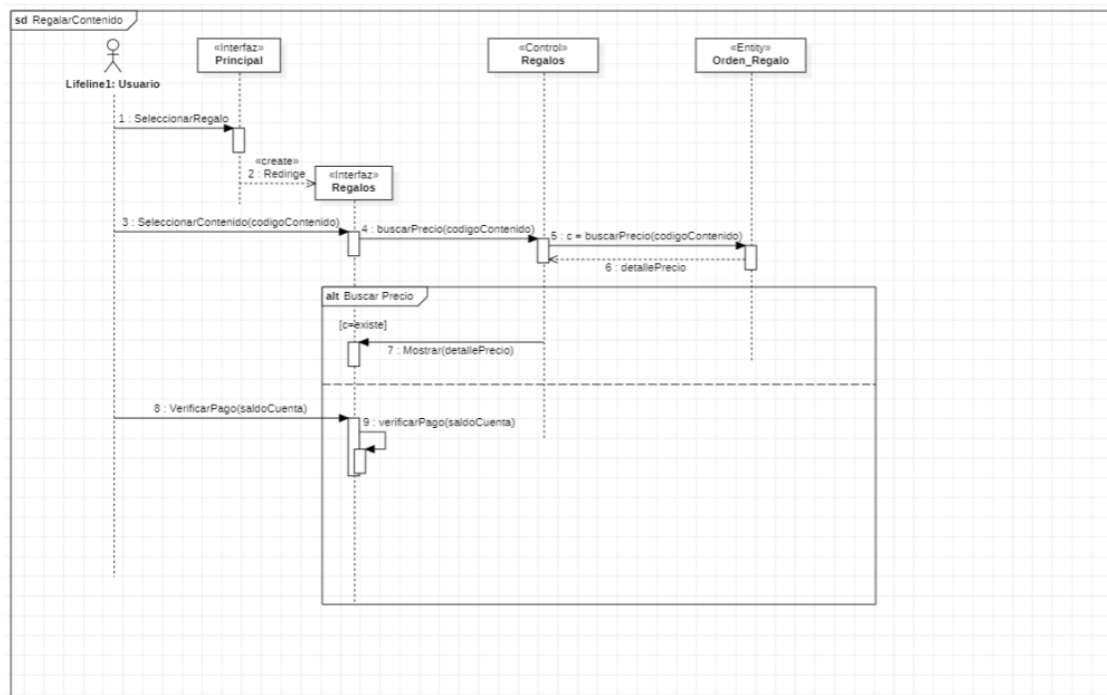 sd RegalarContenido
«Interfaz»
Principal
«Control»
Regalos
«Entity»
Orden_Regalo
Lifeline1: Usuario
1 : SeleccionarRegalo
«create»
2 : Redirige
«Interfaz»
Regalos
3 : SeleccionarContenido(codigoContenido)
4 : buscarPrecio(codigoContenido)
5 : c = buscarPrecio(codigoContenido)
6 : detallePrecio
alt Buscar Precio
[c=existe]
7 : Mostrar(detallePrecio)
8 : VerificarPago(saldoCuenta)
9 : verificarPago(saldoCuenta)